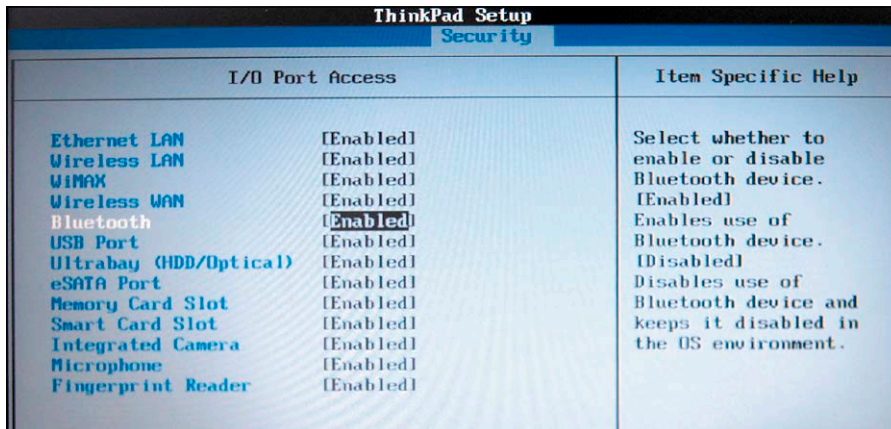 ThinkPad Setup
Security
I/O Port Access
Ethernet LAN [Enabled]
Wireless LAN [Enabled]
WiMAX [Enabled]
Wireless WAN [Enabled]
Bluetooth [Enabled]
USB Port [Enabled]
Ultrabay (HDD/Optical) [Enabled]
eSATA Port [Enabled]
Memory Card Slot [Enabled]
Smart Card Slot [Enabled]
Integrated Camera [Enabled]
Microphone [Enabled]
Fingerprint Reader [Enabled]
Item Specific Help
Select whether to
enable or disable
Bluetooth device.
[Enabled]
Enables use of
Bluetooth device.
[Disabled]
Disables use of
Bluetooth device and
keeps it disabled in
the OS environment.